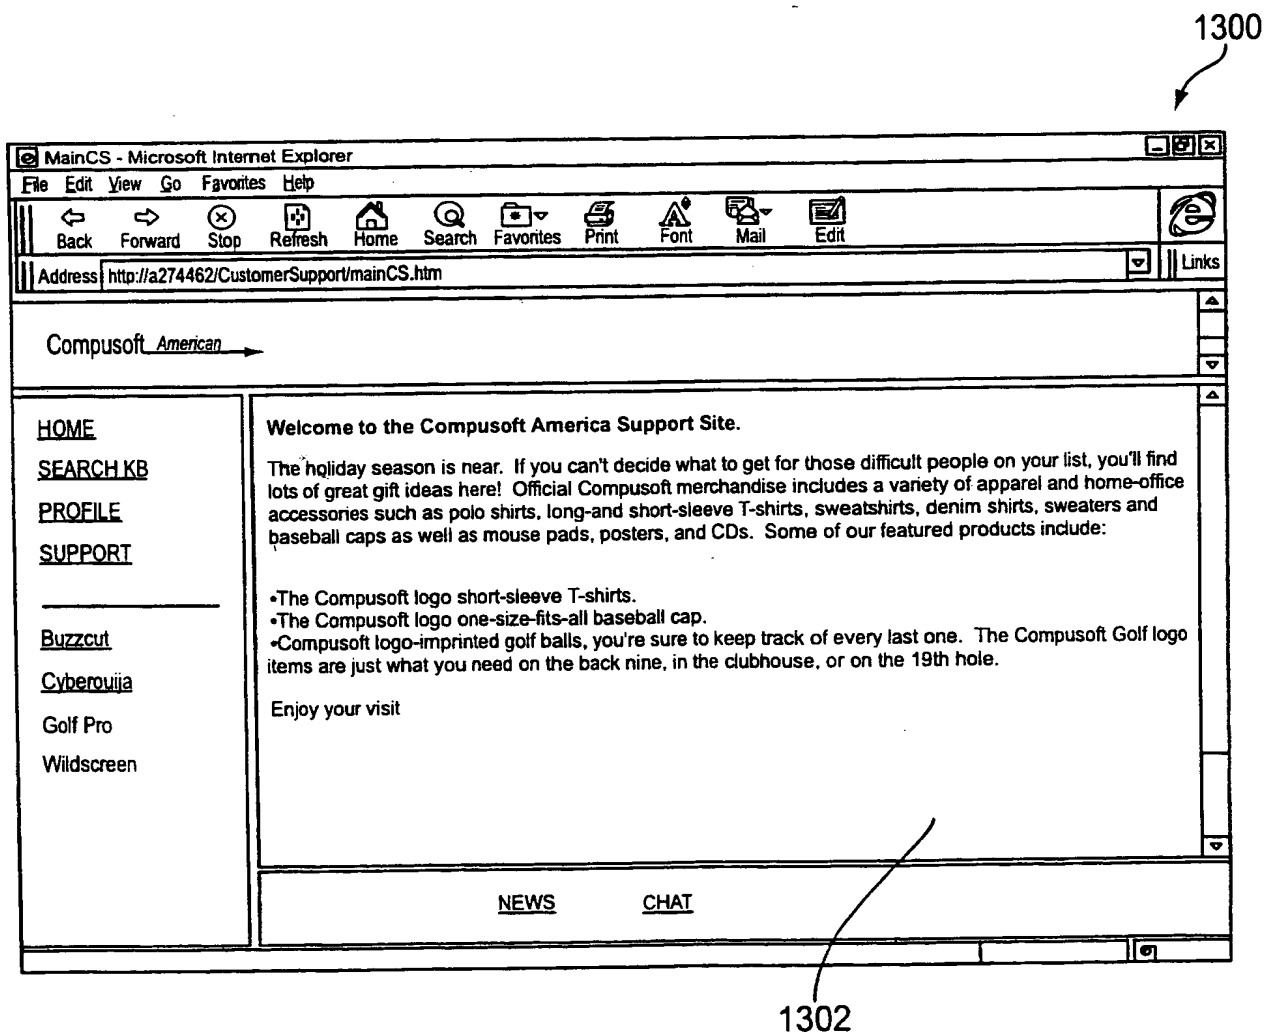 1300
MainCS - Microsoft Internet Explorer
File Edit View Go Favorites Help
Back Forward Stop Refresh Home Search Favorites Print Font Mail Edit
Address http://a274462/CustomerSupport/mainCS.htm Links
Compusoft American
HOME
SEARCH KB
PROFILE
SUPPORT
Buzzcut
Cyberouija
Golf Pro
Wildscreen
Welcome to the Compusoft America Support Site.
The holiday season is near. If you can't decide what to get for those difficult people on your list, you'll find
lots of great gift ideas here! Official Compusoft merchandise includes a variety of apparel and home-office
accessories such as polo shirts, long-and short-sleeve T-shirts, sweatshirts, denim shirts, sweaters and
baseball caps as well as mouse pads, posters, and CDs. Some of our featured products include:
•The Compusoft logo short-sleeve T-shirts.
•The Compusoft logo one-size-fits-all baseball cap.
•Compusoft logo-imprinted golf balls, you're sure to keep track of every last one. The Compusoft Golf logo
items are just what you need on the back nine, in the clubhouse, or on the 19th hole.
Enjoy your visit
NEWS CHAT
1302